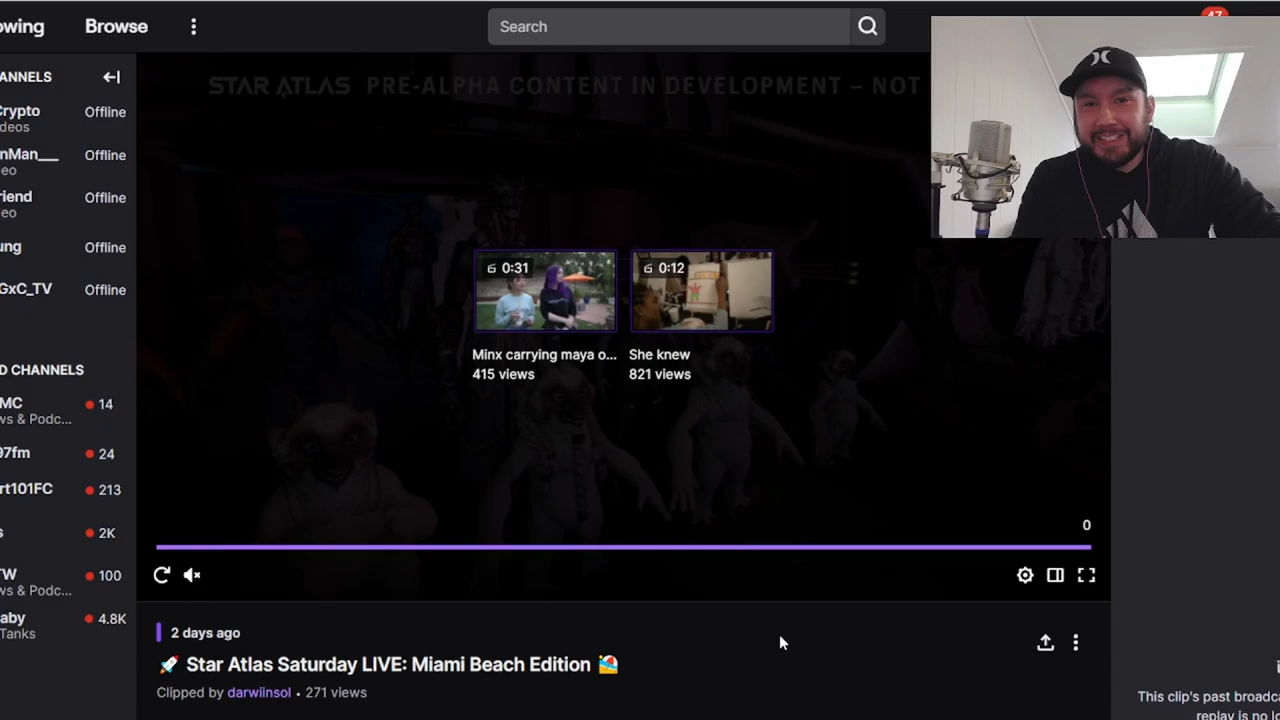 owing
Browse
Search
47
ANNELS
Crypto
Offline
deos
nMan__
Offline
eo
riend
Offline
eo
ung
Offline
GxC_TV
Offline
D CHANNELS
MC
14
ws & Podc...
97fm
24
rt101FC
213
s
2K
TW
100
ws & Podc...
aby
4.8K
Tanks
STAR ATLAS PRE-ALPHA CONTENT IN DEVELOPMENT – NOT
0:31
0:12
Minx carrying maya o...
She knew
415 views
821 views
0
2 days ago
🚀 Star Atlas Saturday LIVE: Miami Beach Edition 🏖️
Clipped by darwiinsol • 271 views
This clip's past broadca
replay is no lo